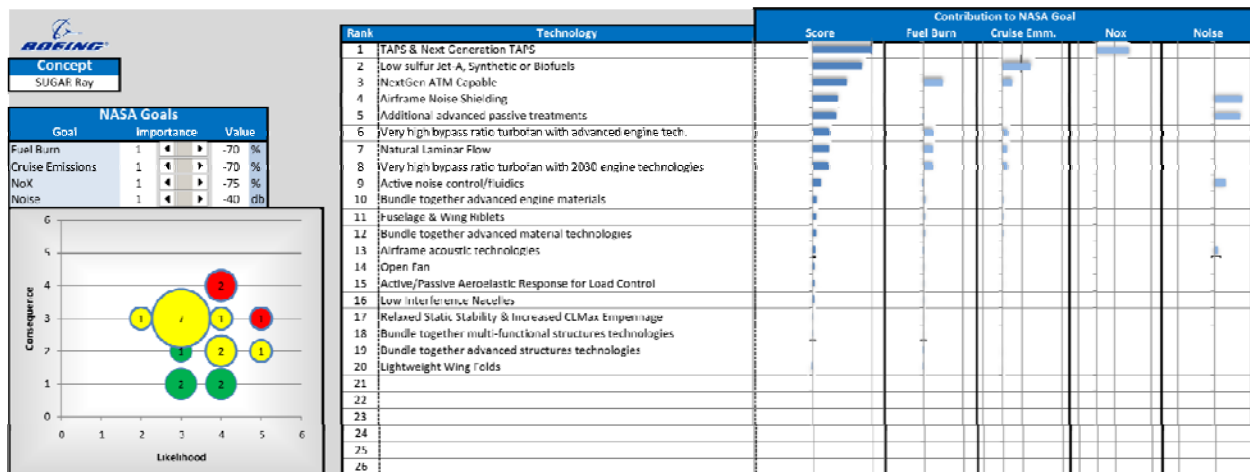 BOEING
Concept
SUGAR Ray
NASA Goals
Goal Importance Value
Fuel Burn 1 -70 %
Cruise Emissions 1 -70 %
NoX 1 -75 %
Noise 1 -40 db
6
5
4
3
2
1
0
0 1 2 3 4 5 6
Consequence
Likelihood
2
1 7 1 1
1 2 1
2 2
Contribution to NASA Goal
Rank Technology Score Fuel Burn Cruise Emm. Nox Noise
1 TAPS & Next Generation TAPS
2 Low sulfur Jet-A, Synthetic or Biofuels
3 NextGen ATM Capable
4 Airframe Noise Shielding
5 Additional advanced passive treatments
6 Very high bypass ratio turbofan with advanced engine tech.
7 Natural Laminar Flow
8 Very high bypass ratio turbofan with 2030 engine technologies
9 Active noise control/fluidics
10 Bundle together advanced engine materials
11 Fuselage & Wing Riblets
12 Bundle together advanced material technologies
13 Airframe acoustic technologies
14 Open Fan
15 Active/Passive Aeroelastic Response for Load Control
16 Low Interference Nacelles
17 Relaxed Static Stability & Increased CLMax Empennage
18 Bundle together multi-functional structures technologies
19 Bundle together advanced structures technologies
20 Lightweight Wing Folds
21
22
23
24
25
26